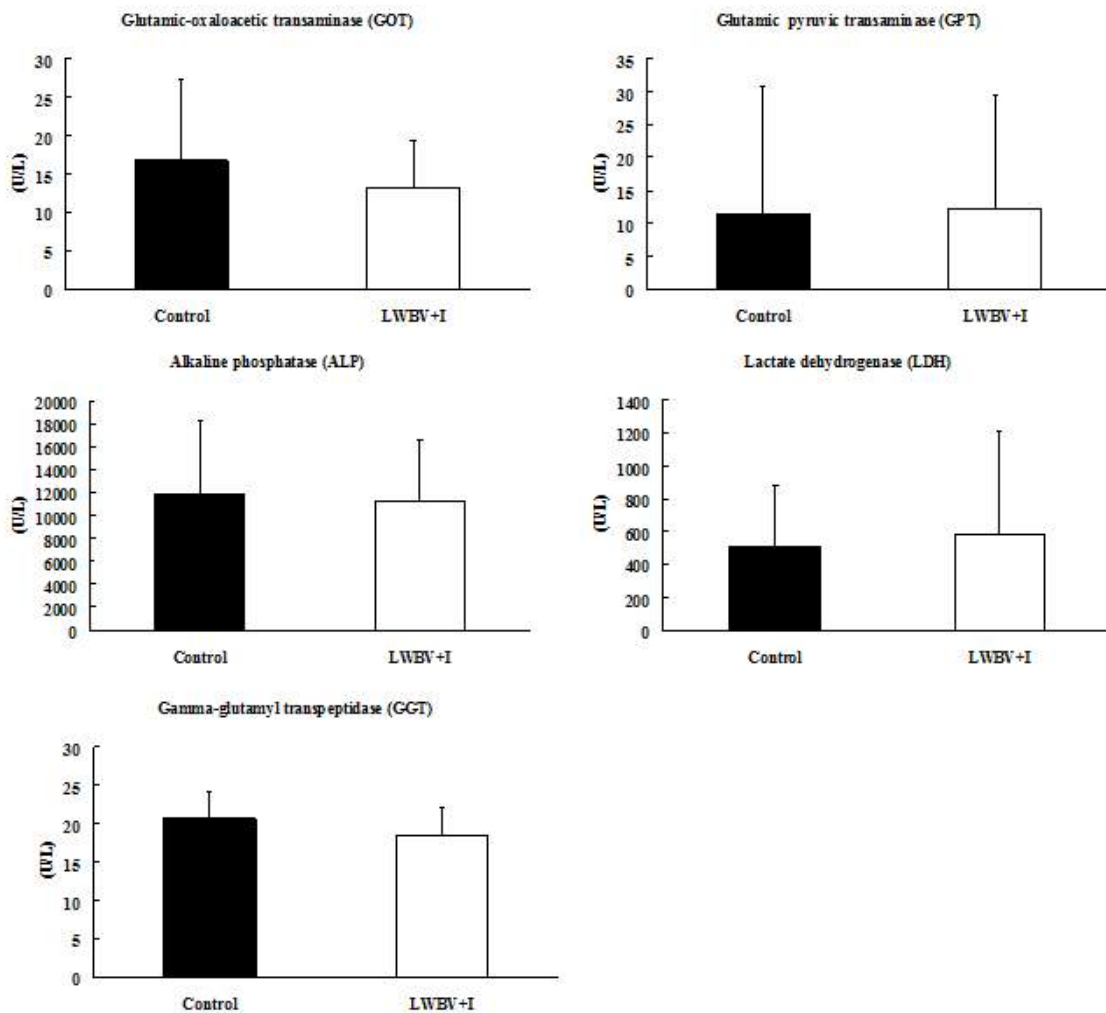 Glutamic-oxaloacetic transaminase (GOT)
30
25
20
15
10
5
0
(U/L)
Control
LWBV+I
Glutamic pyruvic transaminase (GPT)
35
30
25
20
15
10
5
0
(U/L)
Control
LWBV+I
Alkaline phosphatase (ALP)
20000
18000
16000
14000
12000
10000
8000
6000
4000
2000
0
(U/L)
Control
LWBV+I
Lactate dehydrogenase (LDH)
1400
1200
1000
800
600
400
200
0
(U/L)
Control
LWBV+I
Gamma-glutamyl transpeptidase (GGT)
30
25
20
15
10
5
0
(U/L)
Control
LWBV+I